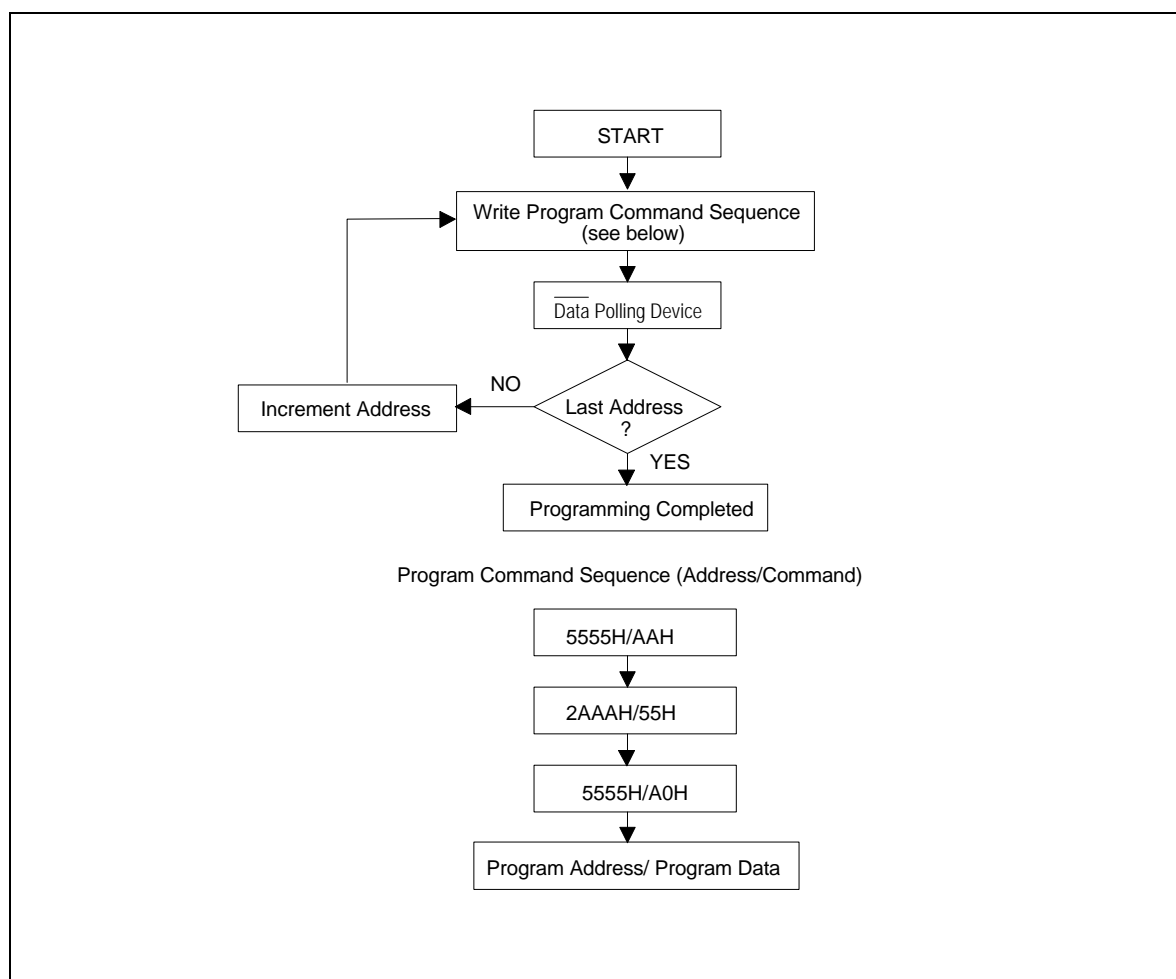 START
Write Program Command Sequence
(see below)
D̅a̅t̅a̅ Polling Device
NO
Increment Address
Last Address
?
YES
Programming Completed
Program Command Sequence (Address/Command)
5555H/AAH
2AAAH/55H
5555H/A0H
Program Address/ Program Data